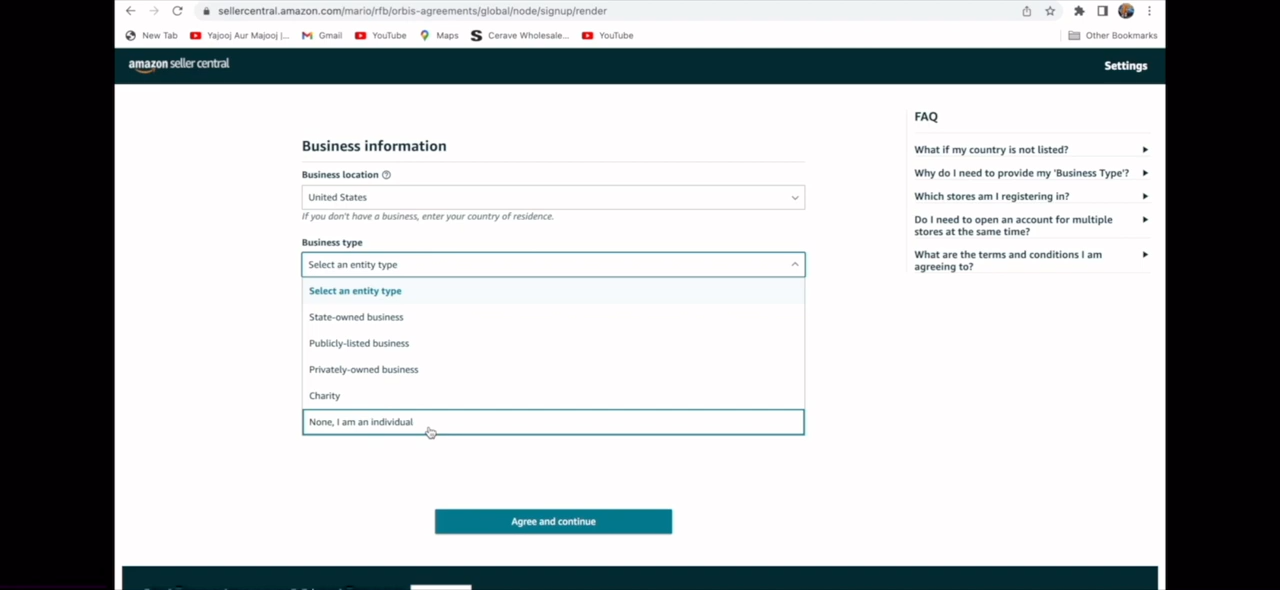 sellercentral.amazon.com/mario/rfb/orbis-agreements/global/node/signup/render
New Tab
Yajooj Aur Majooj |...
Gmail
YouTube
Maps
Cerave Wholesale...
YouTube
Other Bookmarks
amazon seller central
Settings
Business information
Business location
United States
If you don't have a business, enter your country of residence.
Business type
Select an entity type
Select an entity type
State-owned business
Publicly-listed business
Privately-owned business
Charity
None, I am an individual
Agree and continue
FAQ
What if my country is not listed?
Why do I need to provide my 'Business Type'?
Which stores am I registering in?
Do I need to open an account for multiple
stores at the same time?
What are the terms and conditions I am
agreeing to?